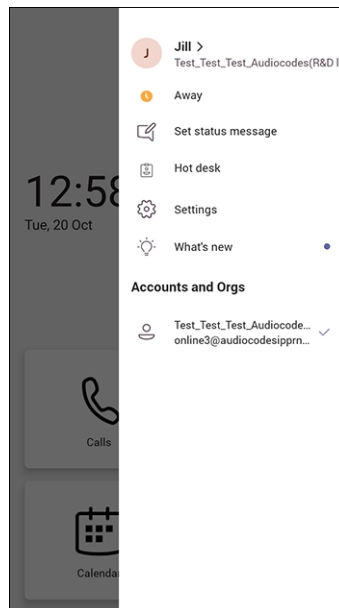 J
Jill >
Test_Test_Test_Audiocodes(R&D
Away
Set status message
Hot desk
12:58
Tue, 20 Oct
Settings
What's new
Accounts and Orgs
Test_Test_Test_Audiocode...
online3@audiocodesipprn...
Calls
Calenda